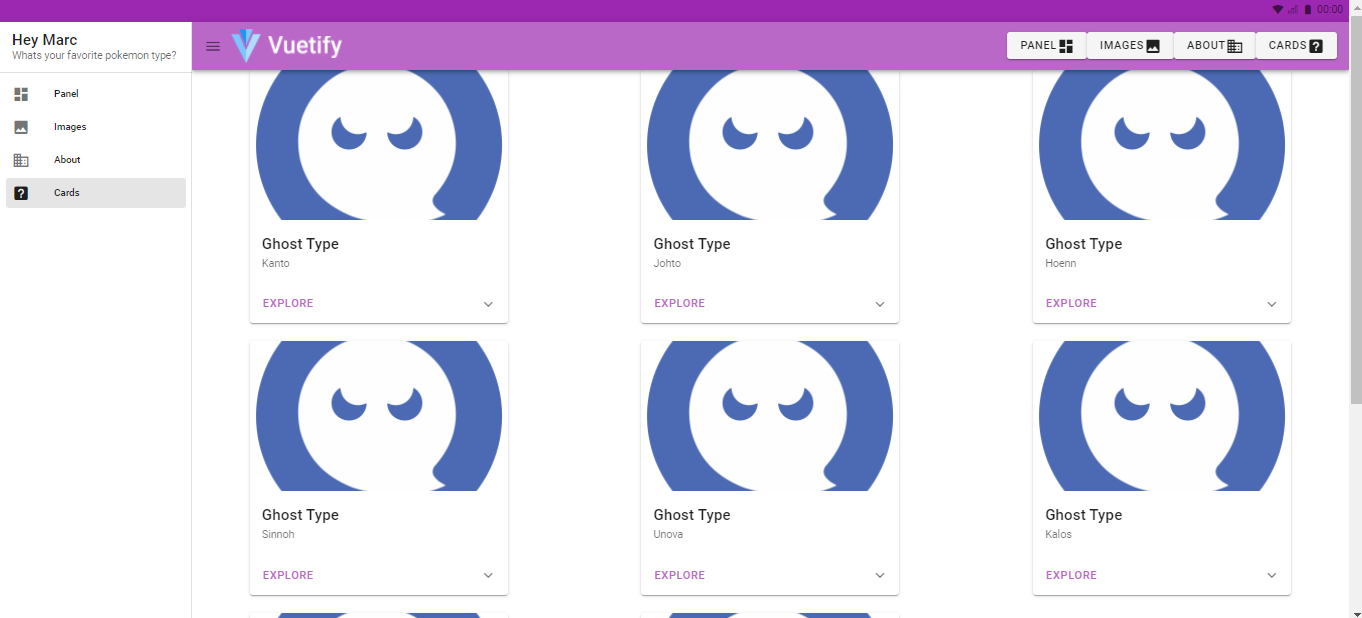 00:00
Hey Marc
Whats your favorite pokemon type?
Vuetify
PANEL IMAGES ABOUT CARDS
Panel
Images
About
Cards
Ghost Type Ghost Type Ghost Type
Kanto Johto Hoenn
EXPLORE EXPLORE EXPLORE
Ghost Type Ghost Type Ghost Type
Sinnoh Unova Kalos
EXPLORE EXPLORE EXPLORE